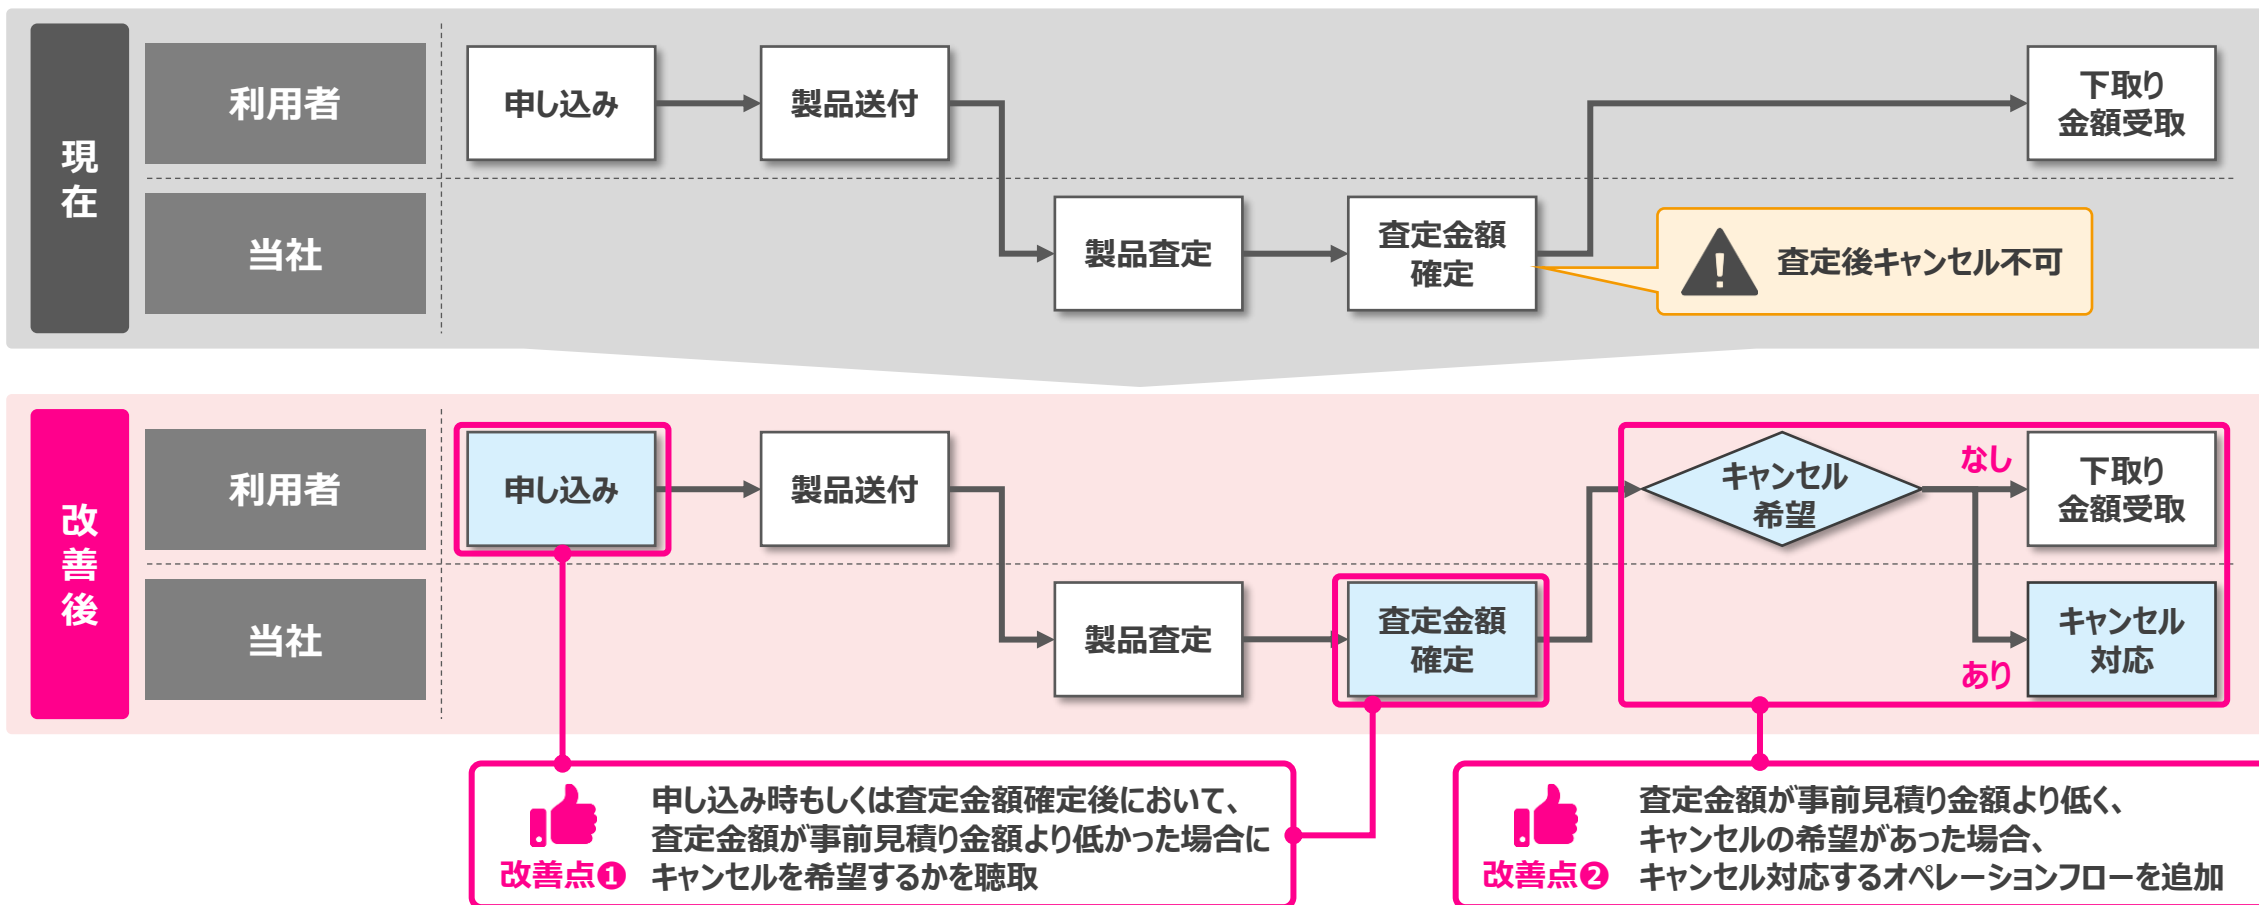 現在
利用者
申し込み
製品送付
下取り
金額受取
当社
製品査定
査定金額
確定
査定後キャンセル不可
改善後
利用者
申し込み
製品送付
キャンセル
希望
なし
下取り
金額受取
当社
製品査定
査定金額
確定
あり
キャンセル
対応
改善点❶
申し込み時もしくは査定金額確定後において、
査定金額が事前見積り金額より低かった場合に
キャンセルを希望するかを聴取
改善点❷
査定金額が事前見積り金額より低く、
キャンセルの希望があった場合、
キャンセル対応するオペレーションフローを追加